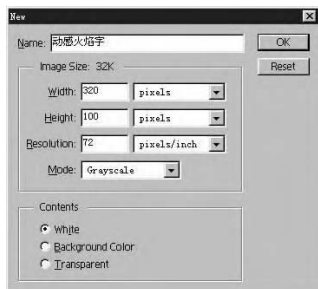 New
Name: 动感火焰字
OK
Image Size: 32K
Reset
Width: 320 pixels
Height: 100 pixels
Resolution: 72 pixels/inch
Mode: Grayscale
Contents
White
Background Color
Transparent